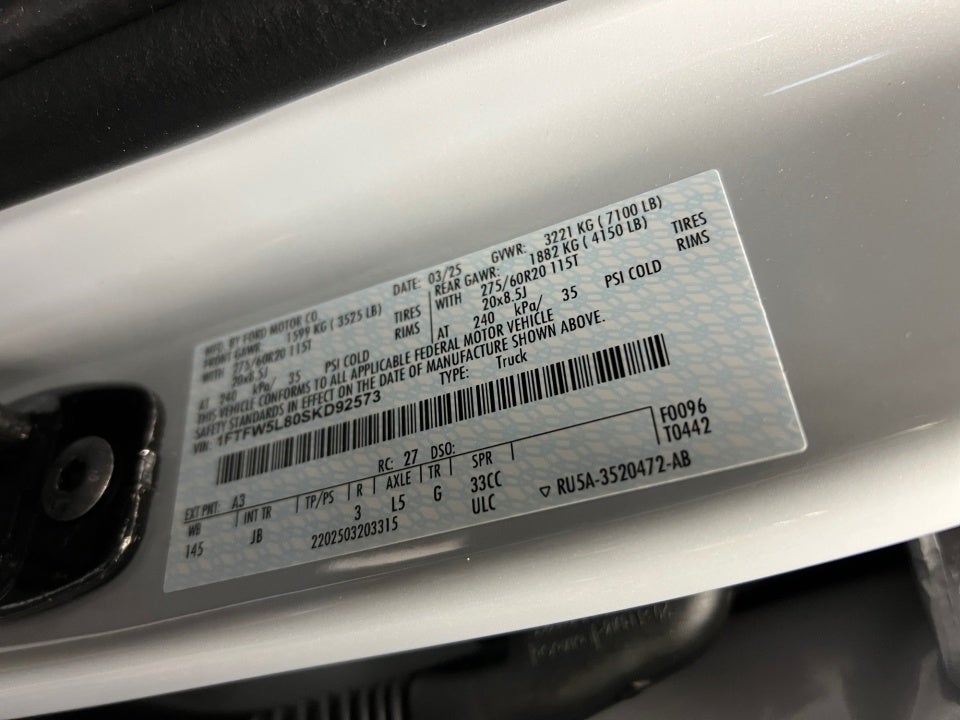 MFD. BY FORD MOTOR CO.
DATE: 03/25 GVWR: 3221 KG ( 7100 LB)
FRONT GAWR: 1599 KG ( 3525 LB) REAR GAWR: 1882 KG ( 4150 LB)
WITH 275/60R20 115T TIRES WITH 275/60R20 115T TIRES
20x8.5J RIMS 20x8.5J RIMS
AT 240 kPa/ 35 PSI COLD AT 240 kPa/ 35 PSI COLD
THIS VEHICLE CONFORMS TO ALL APPLICABLE FEDERAL MOTOR VEHICLE
SAFETY STANDARDS IN EFFECT ON THE DATE OF MANUFACTURE SHOWN ABOVE.
VIN: 1FTFW5L80SKD92573 TYPE: Truck
F0096
T0442
EXT PNT: A3 RC: 27 DSO:
WB INT TR TP/PS R AXLE TR SPR
145 JB 3 L5 G 33CC
2202503203315 ULC ▽ RU5A-3520472-AB